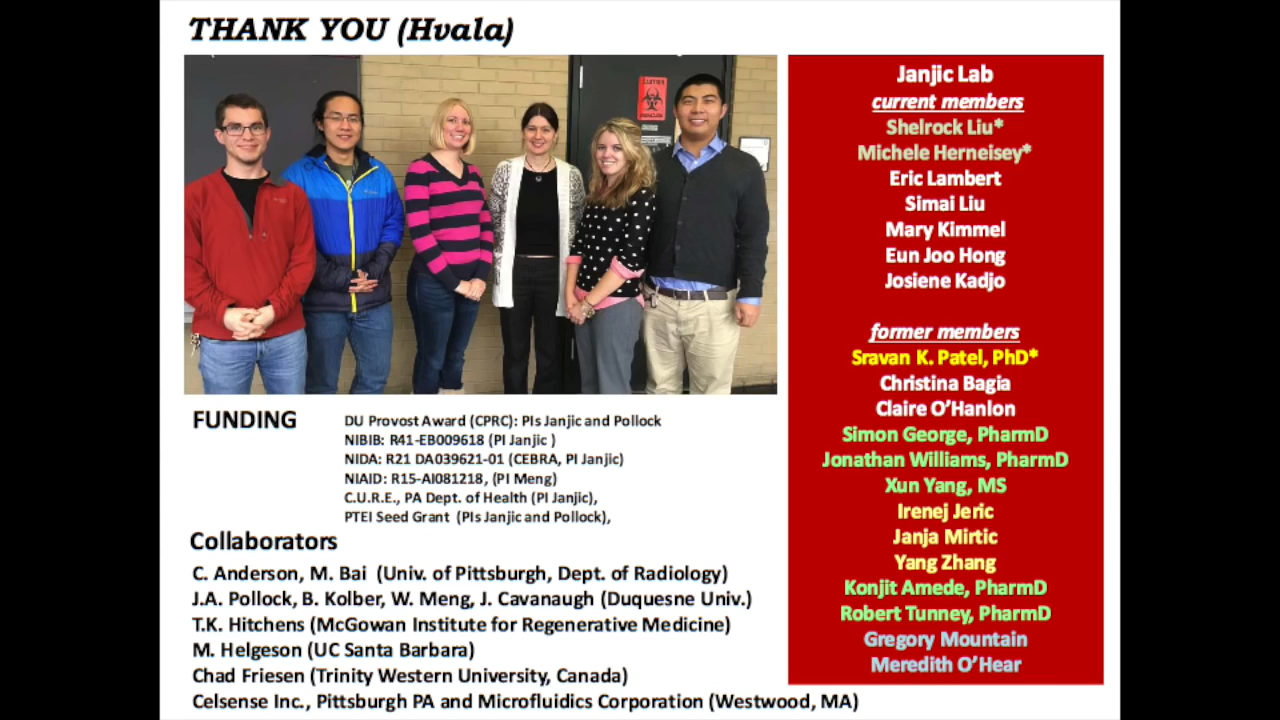 THANK YOU (Hvala)
CAUTION
Janjic Lab
current members
Shelrock Liu*
Michele Herneisey*
Eric Lambert
Simai Liu
Mary Kimmel
Eun Joo Hong
Josiene Kadjo
former members
Sravan K. Patel, PhD*
Christina Bagia
Claire O'Hanlon
Simon George, PharmD
Jonathan Williams, PharmD
Xun Yang, MS
Irenej Jeric
Janja Mirtic
Yang Zhang
Konjit Amede, PharmD
Robert Tunney, PharmD
Gregory Mountain
Meredith O'Hear
FUNDING
DU Provost Award (CPRC): PIs Janjic and Pollock
NIBIB: R41-EB009618 (PI Janjic )
NIDA: R21 DA039621-01 (CEBRA, PI Janjic)
NIAID: R15-AI081218, (PI Meng)
C.U.R.E., PA Dept. of Health (PI Janjic),
PTEI Seed Grant (PIs Janjic and Pollock),
Collaborators
C. Anderson, M. Bai (Univ. of Pittsburgh, Dept. of Radiology)
J.A. Pollock, B. Kolber, W. Meng, J. Cavanaugh (Duquesne Univ.)
T.K. Hitchens (McGowan Institute for Regenerative Medicine)
M. Helgeson (UC Santa Barbara)
Chad Friesen (Trinity Western University, Canada)
Celsense Inc., Pittsburgh PA and Microfluidics Corporation (Westwood, MA)